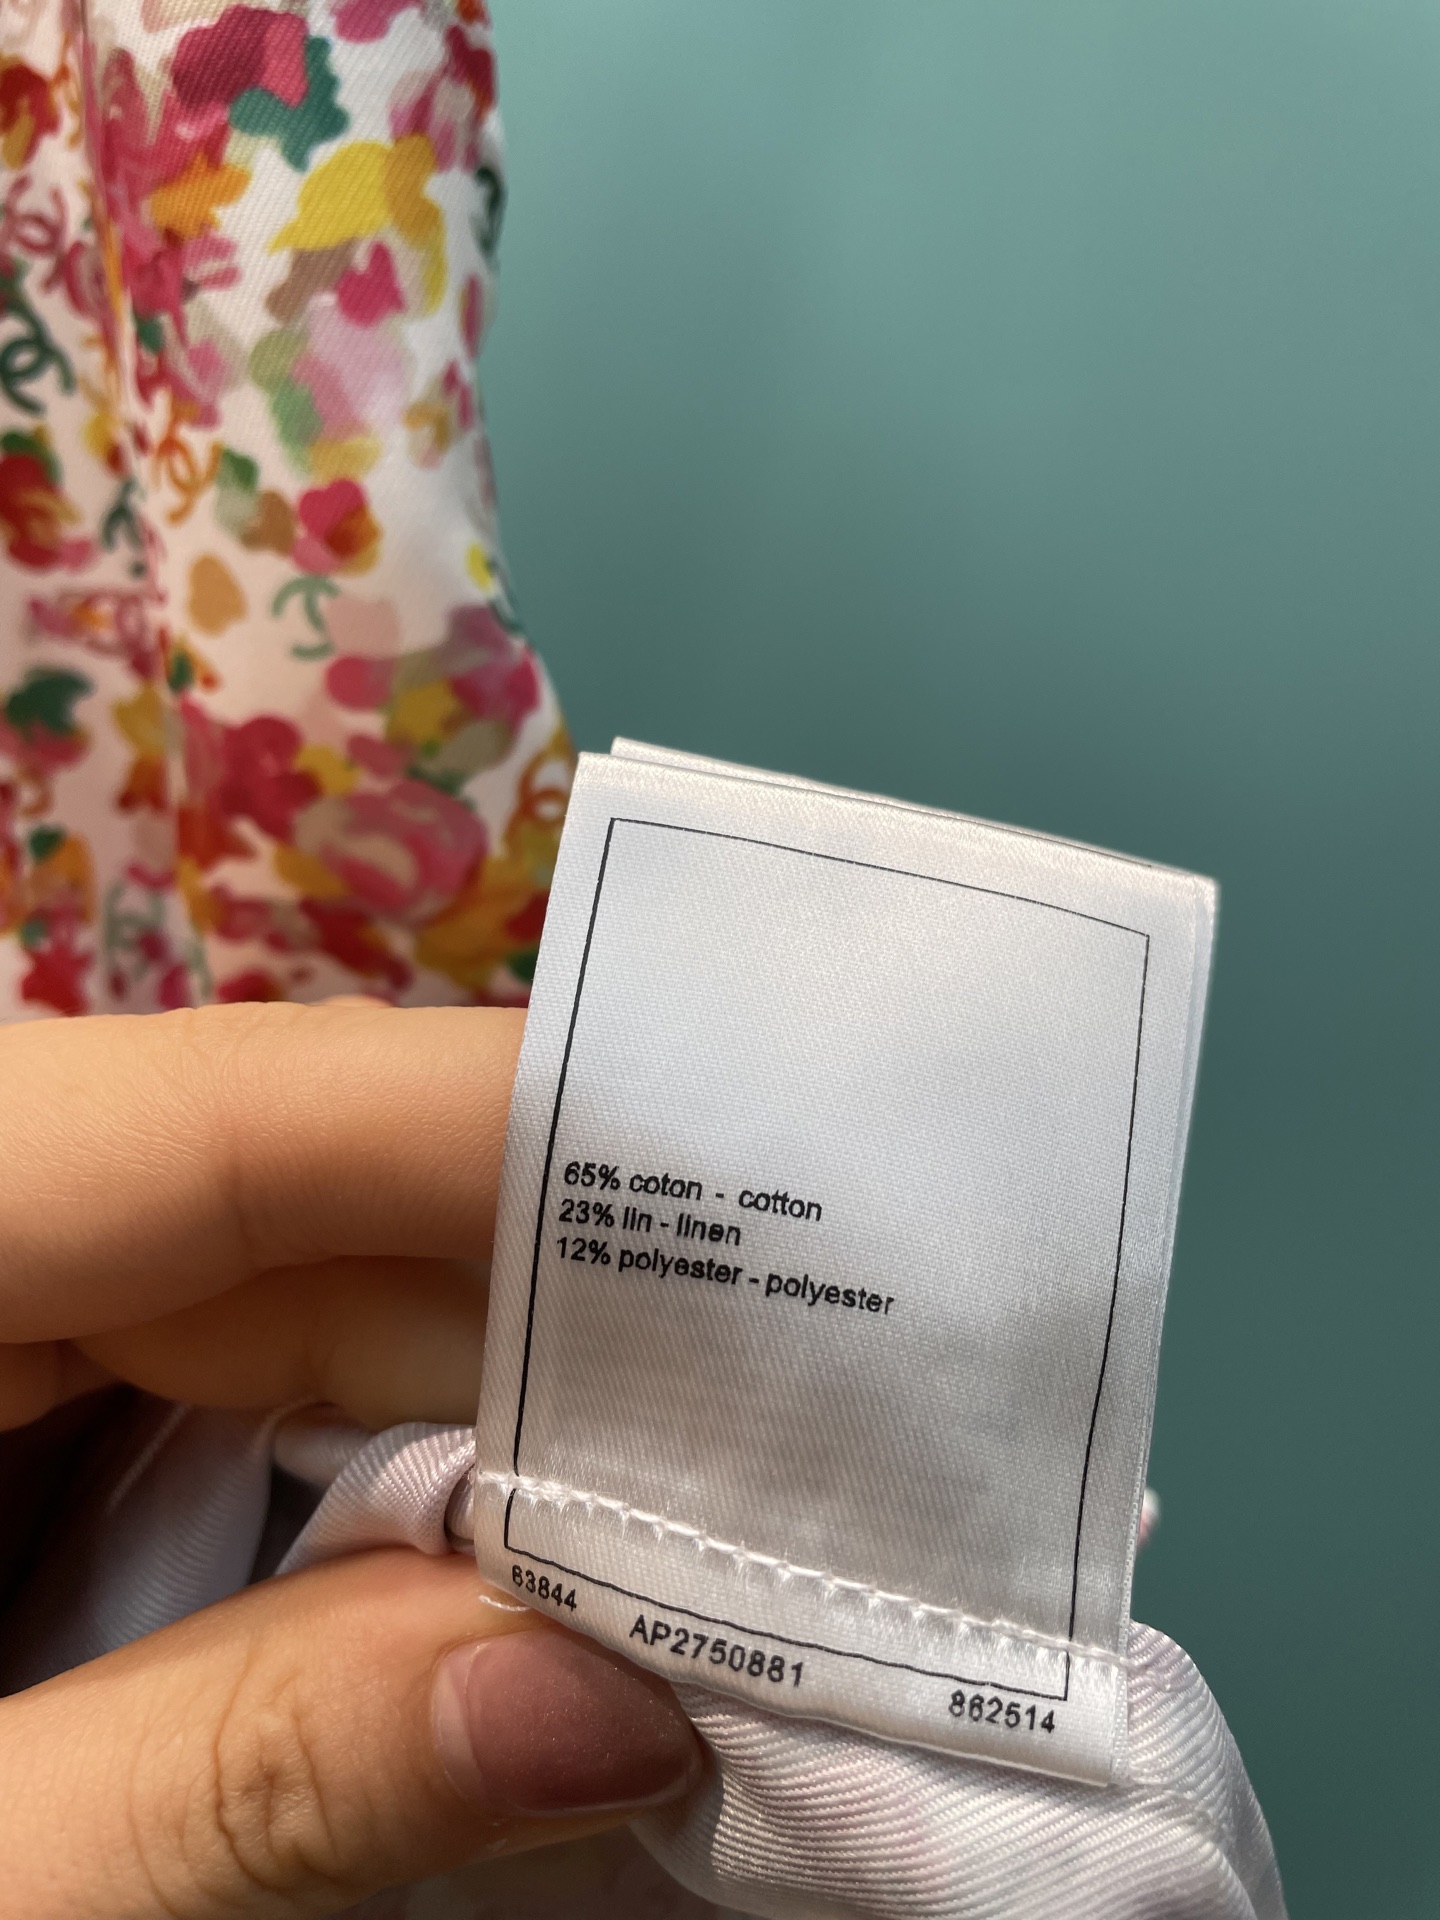 65% coton - cotton
23% lin - linen
12% polyester - polyester
63844 AP2750881 862514